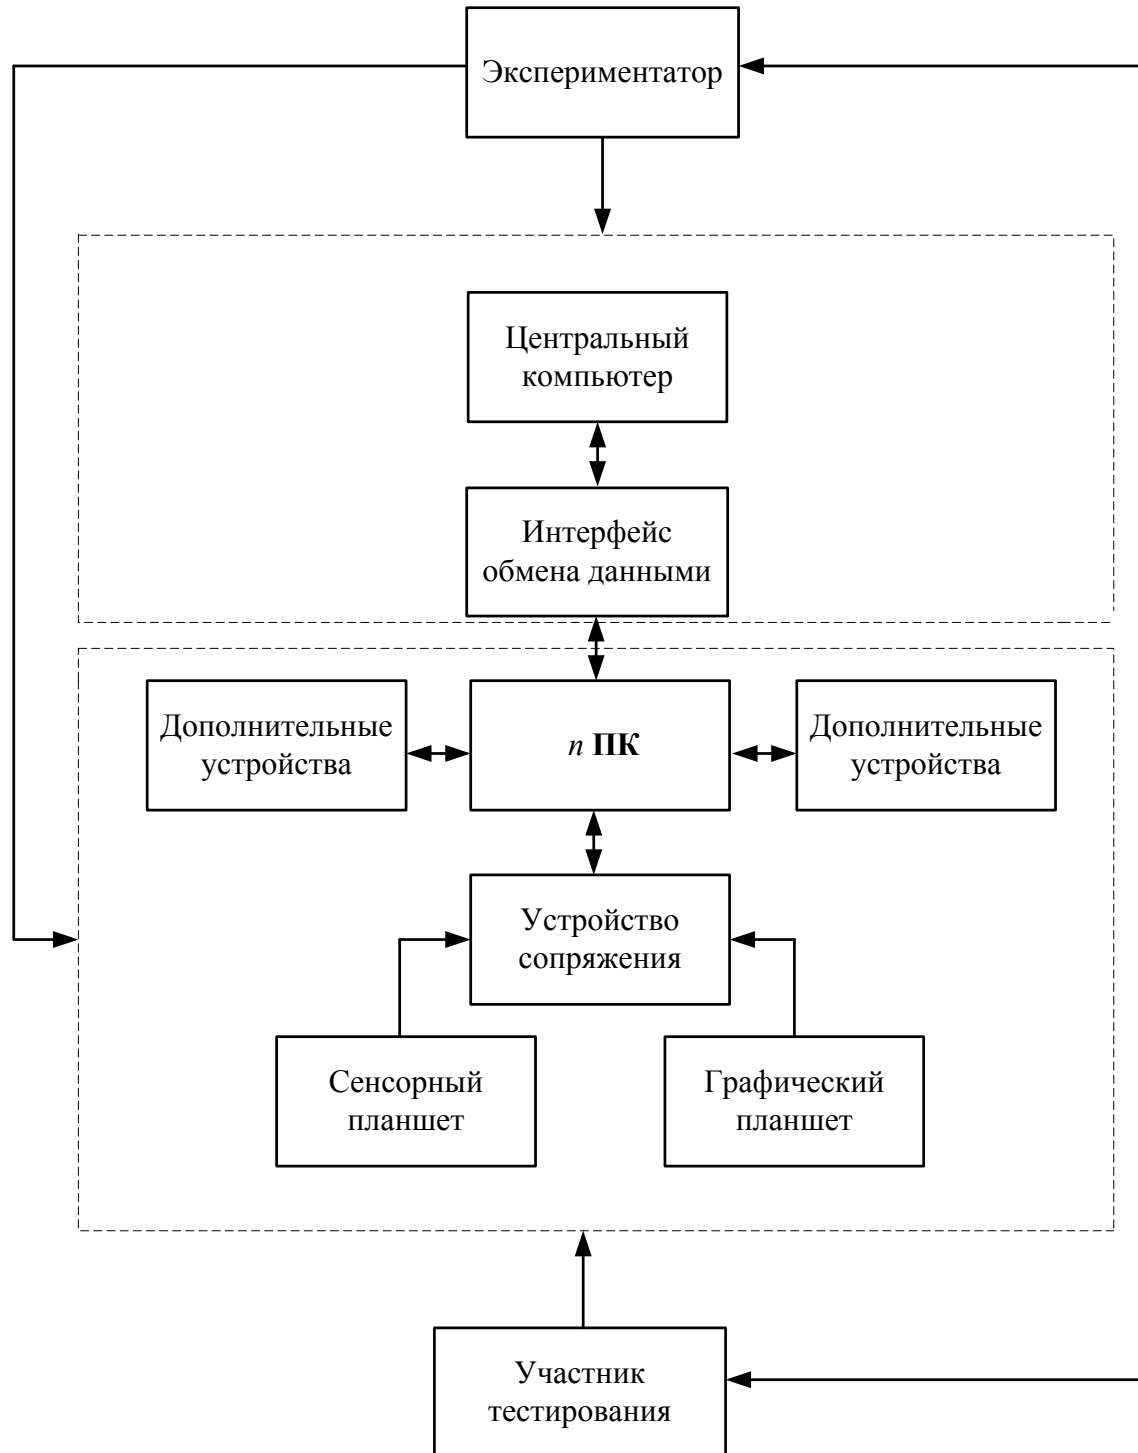 Экспериментатор
Центральный
компьютер
Интерфейс
обмена данными
Дополнительные
устройства
n ПК
Дополнительные
устройства
Устройство
сопряжения
Сенсорный
планшет
Графический
планшет
Участник
тестирования